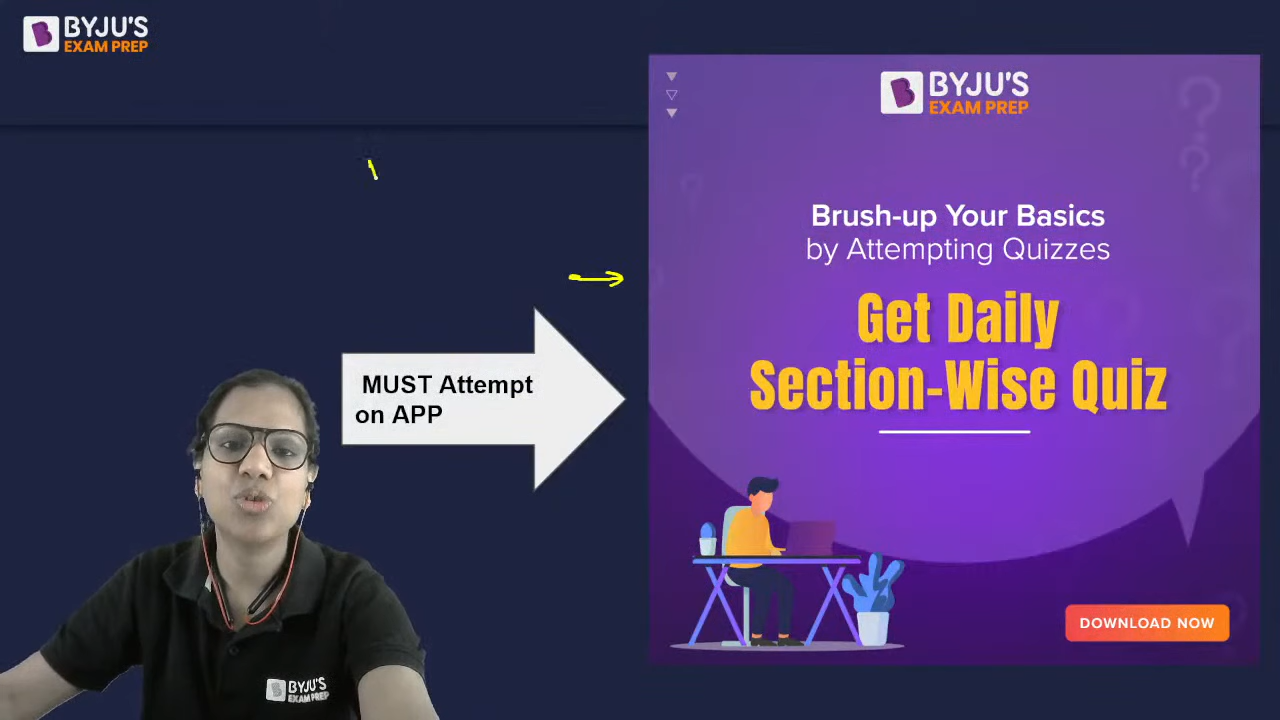 BYJU'S
EXAM PREP
BYJU'S
EXAM PREP
Brush-up Your Basics
by Attempting Quizzes
Get Daily
Section-Wise Quiz
MUST Attempt
on APP
DOWNLOAD NOW
BYJU'S
EXAM PREP